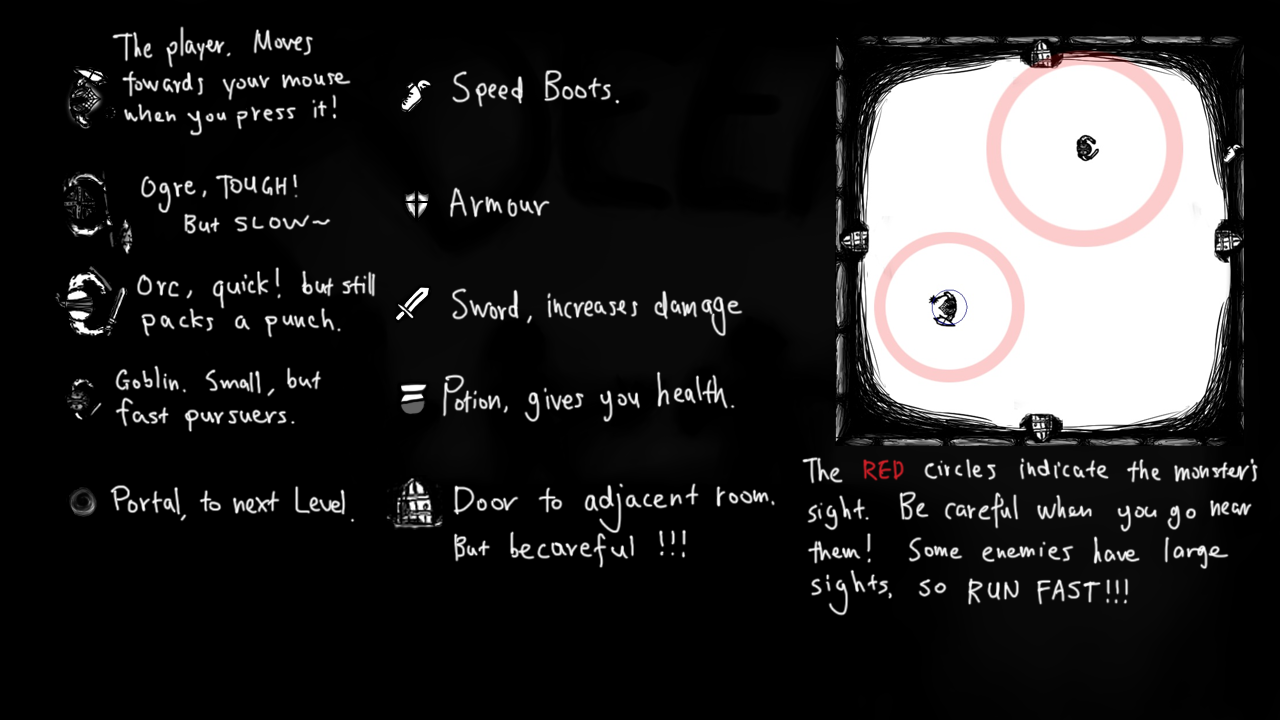 The player. Moves
towards your mouse
when you press it!
Ogre, TOUGH!
But SLOW~
Orc, quick! but still
packs a punch.
Goblin. Small, but
fast pursuers.
Portal, to next Level.
Speed Boots.
Armour
Sword, increases damage
Potion, gives you health.
Door to adjacent room.
But becareful !!!
The RED circles indicate the monster's
sight. Be careful when you go near
them! Some enemies have large
sights, so RUN FAST!!!